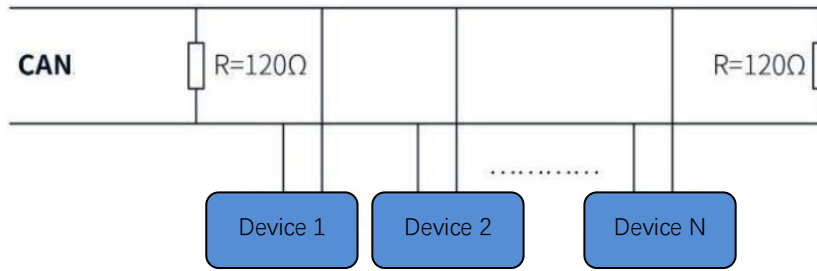 CAN
R=120Ω
R=120Ω
…………
Device 1
Device 2
Device N